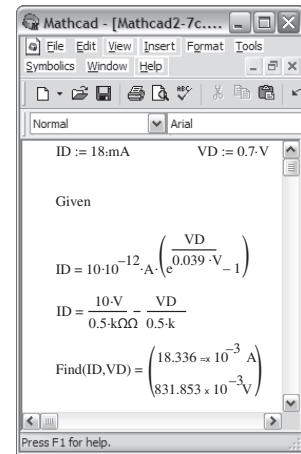 Mathcad - [Mathcad2-7c....
File Edit View Insert Format Tools
Symbolics Window Help
Normal Arial
ID := 18·mA VD := 0.7·V
Given
ID = 10·10^−12·A·(e^(VD/0.039·V) − 1)
ID = 10·V/0.5·kΩΩ − VD/0.5·k
Find(ID,VD) = (18.336 = x 10^−3 A
831.853 x 10^−3 V)
Press F1 for help.